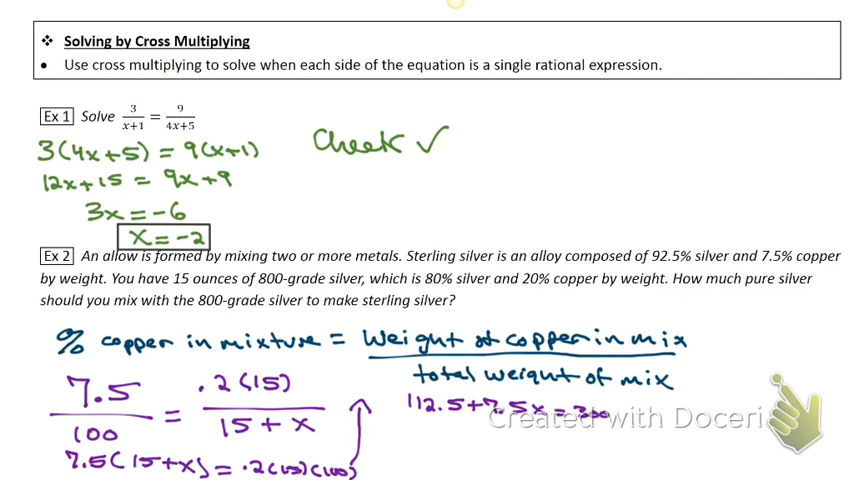 ❖ Solving by Cross Multiplying
• Use cross multiplying to solve when each side of the equation is a single rational expression.
Ex 1 Solve 3/(x+1) = 9/(4x+5)
3(4x+5) = 9(x+1)
Check ✓
12x+15 = 9x+9
3x = -6
x = -2
Ex 2 An allow is formed by mixing two or more metals. Sterling silver is an alloy composed of 92.5% silver and 7.5% copper
by weight. You have 15 ounces of 800-grade silver, which is 80% silver and 20% copper by weight. How much pure silver
should you mix with the 800-grade silver to make sterling silver?
% copper in mixture = Weight of copper in mix / total weight of mix
7.5/100 = .2(15)/(15+x)
112.5+7.5x = 300
Created with Doceri
7.5(15+x) = .2(15)(100)